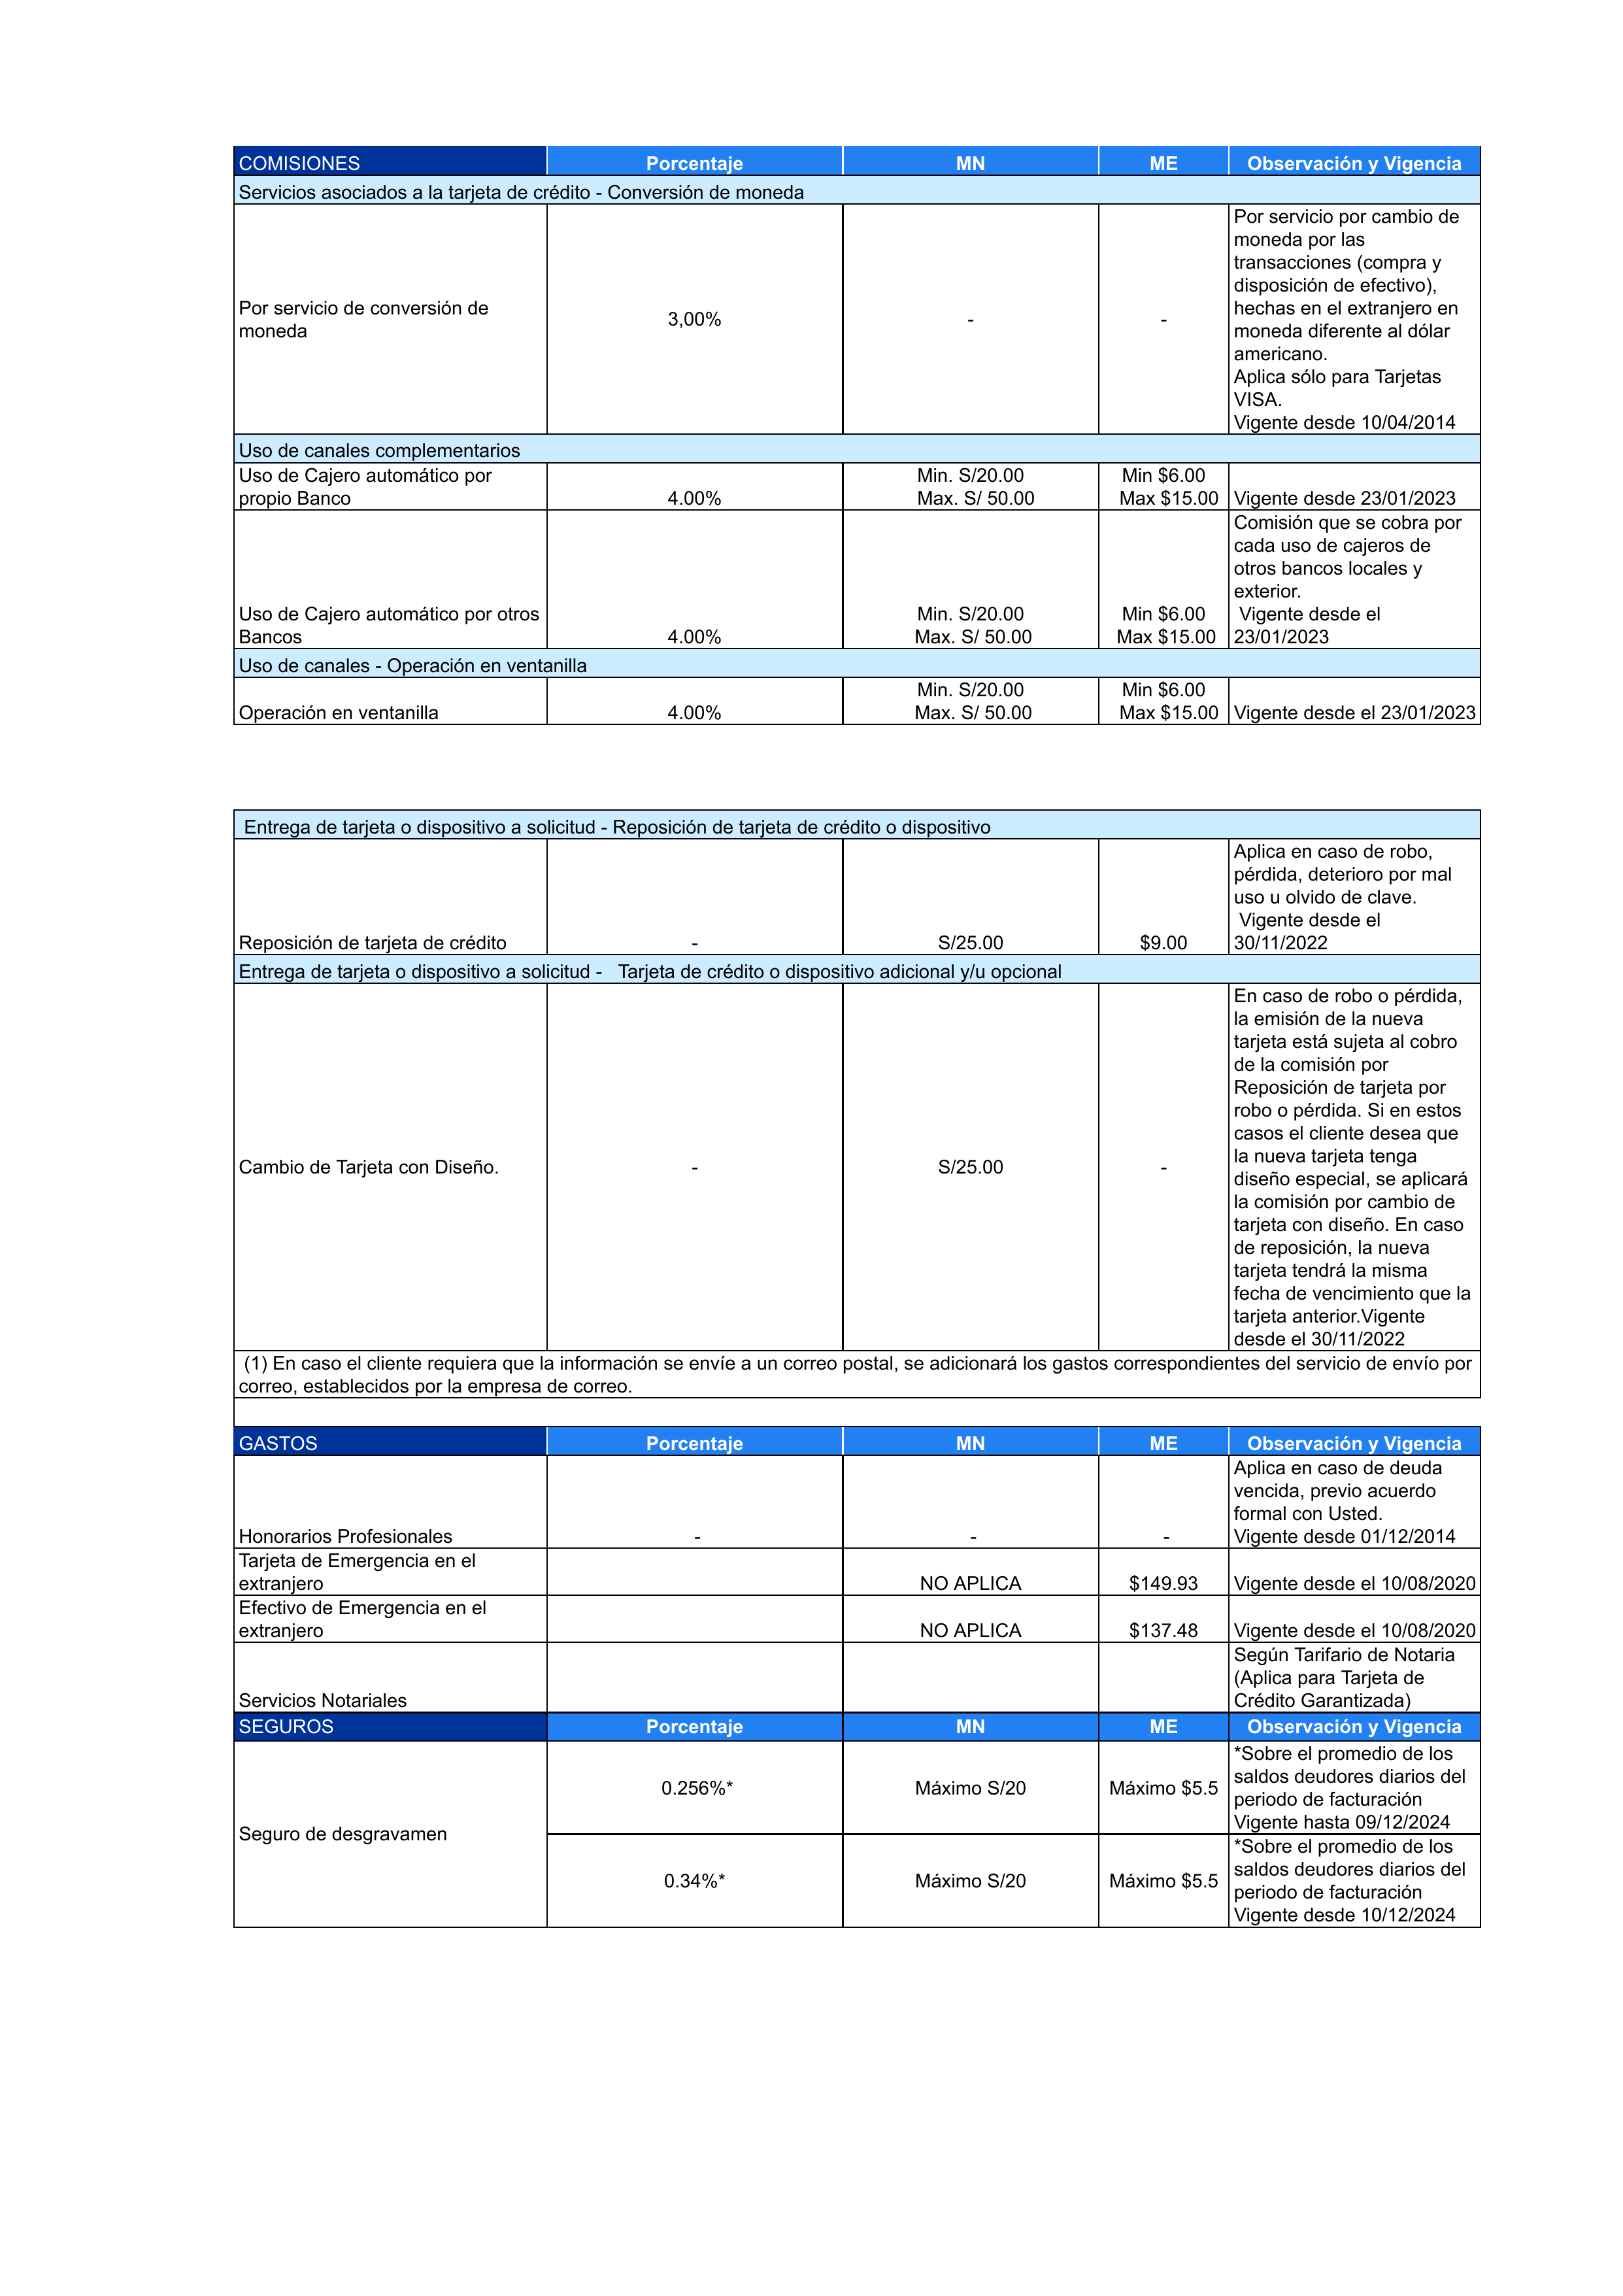 COMISIONES Porcentaje MN ME Observación y Vigencia
Servicios asociados a la tarjeta de crédito - Conversión de moneda
Por servicio de conversión de
moneda
3,00%
-
-
Por servicio por cambio de
moneda por las
transacciones (compra y
disposición de efectivo),
hechas en el extranjero en
moneda diferente al dólar
americano.
Aplica sólo para Tarjetas
VISA.
Vigente desde 10/04/2014
Uso de canales complementarios
Uso de Cajero automático por
propio Banco
4.00%
Min. S/20.00
Max. S/ 50.00
Min $6.00
Max $15.00
Vigente desde 23/01/2023
Uso de Cajero automático por otros
Bancos
4.00%
Min. S/20.00
Max. S/ 50.00
Min $6.00
Max $15.00
Comisión que se cobra por
cada uso de cajeros de
otros bancos locales y
exterior.
Vigente desde el
23/01/2023
Uso de canales - Operación en ventanilla
Operación en ventanilla
4.00%
Min. S/20.00
Max. S/ 50.00
Min $6.00
Max $15.00
Vigente desde el 23/01/2023
Entrega de tarjeta o dispositivo a solicitud - Reposición de tarjeta de crédito o dispositivo
Reposición de tarjeta de crédito
-
S/25.00
$9.00
Aplica en caso de robo,
pérdida, deterioro por mal
uso u olvido de clave.
Vigente desde el
30/11/2022
Entrega de tarjeta o dispositivo a solicitud - Tarjeta de crédito o dispositivo adicional y/u opcional
Cambio de Tarjeta con Diseño.
-
S/25.00
-
En caso de robo o pérdida,
la emisión de la nueva
tarjeta está sujeta al cobro
de la comisión por
Reposición de tarjeta por
robo o pérdida. Si en estos
casos el cliente desea que
la nueva tarjeta tenga
diseño especial, se aplicará
la comisión por cambio de
tarjeta con diseño. En caso
de reposición, la nueva
tarjeta tendrá la misma
fecha de vencimiento que la
tarjeta anterior.Vigente
desde el 30/11/2022
(1) En caso el cliente requiera que la información se envíe a un correo postal, se adicionará los gastos correspondientes del servicio de envío por
correo, establecidos por la empresa de correo.
GASTOS Porcentaje MN ME Observación y Vigencia
Honorarios Profesionales
-
-
-
Aplica en caso de deuda
vencida, previo acuerdo
formal con Usted.
Vigente desde 01/12/2014
Tarjeta de Emergencia en el
extranjero
NO APLICA
$149.93
Vigente desde el 10/08/2020
Efectivo de Emergencia en el
extranjero
NO APLICA
$137.48
Vigente desde el 10/08/2020
Servicios Notariales
Según Tarifario de Notaria
(Aplica para Tarjeta de
Crédito Garantizada)
SEGUROS Porcentaje MN ME Observación y Vigencia
Seguro de desgravamen
0.256%*
Máximo S/20
Máximo $5.5
*Sobre el promedio de los
saldos deudores diarios del
periodo de facturación
Vigente hasta 09/12/2024
0.34%*
Máximo S/20
Máximo $5.5
*Sobre el promedio de los
saldos deudores diarios del
periodo de facturación
Vigente desde 10/12/2024